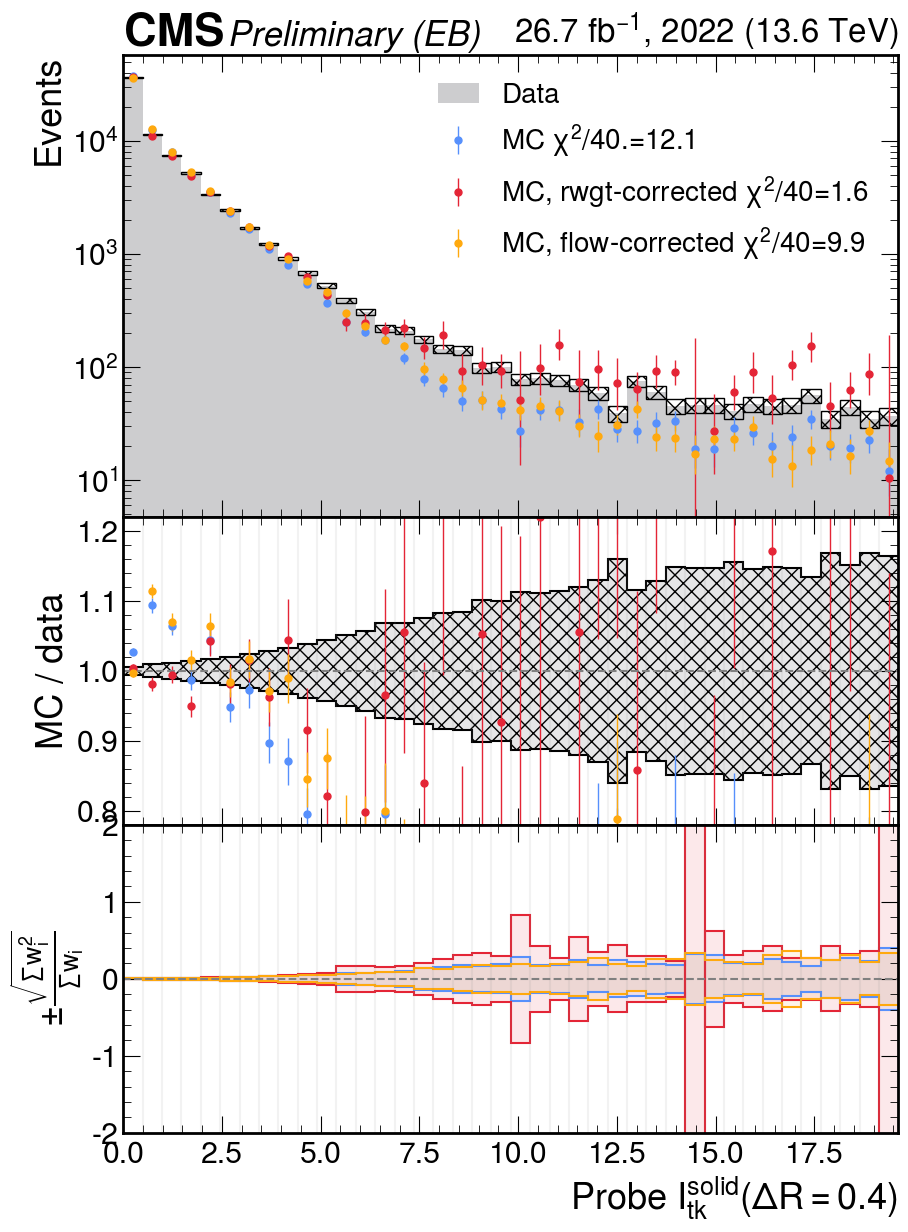 CMS Preliminary (EB) 26.7 fb⁻¹, 2022 (13.6 TeV)
Events
Data
MC χ²/40.=12.1
MC, rwgt-corrected χ²/40=1.6
MC, flow-corrected χ²/40=9.9
10⁴
10³
10²
10¹
MC / data
1.2
1.1
1.0
0.9
0.8
± √Σwᵢ² / Σwᵢ
2
1
0
-1
-2
0.0 2.5 5.0 7.5 10.0 12.5 15.0 17.5
Probe I_tk^solid(ΔR = 0.4)